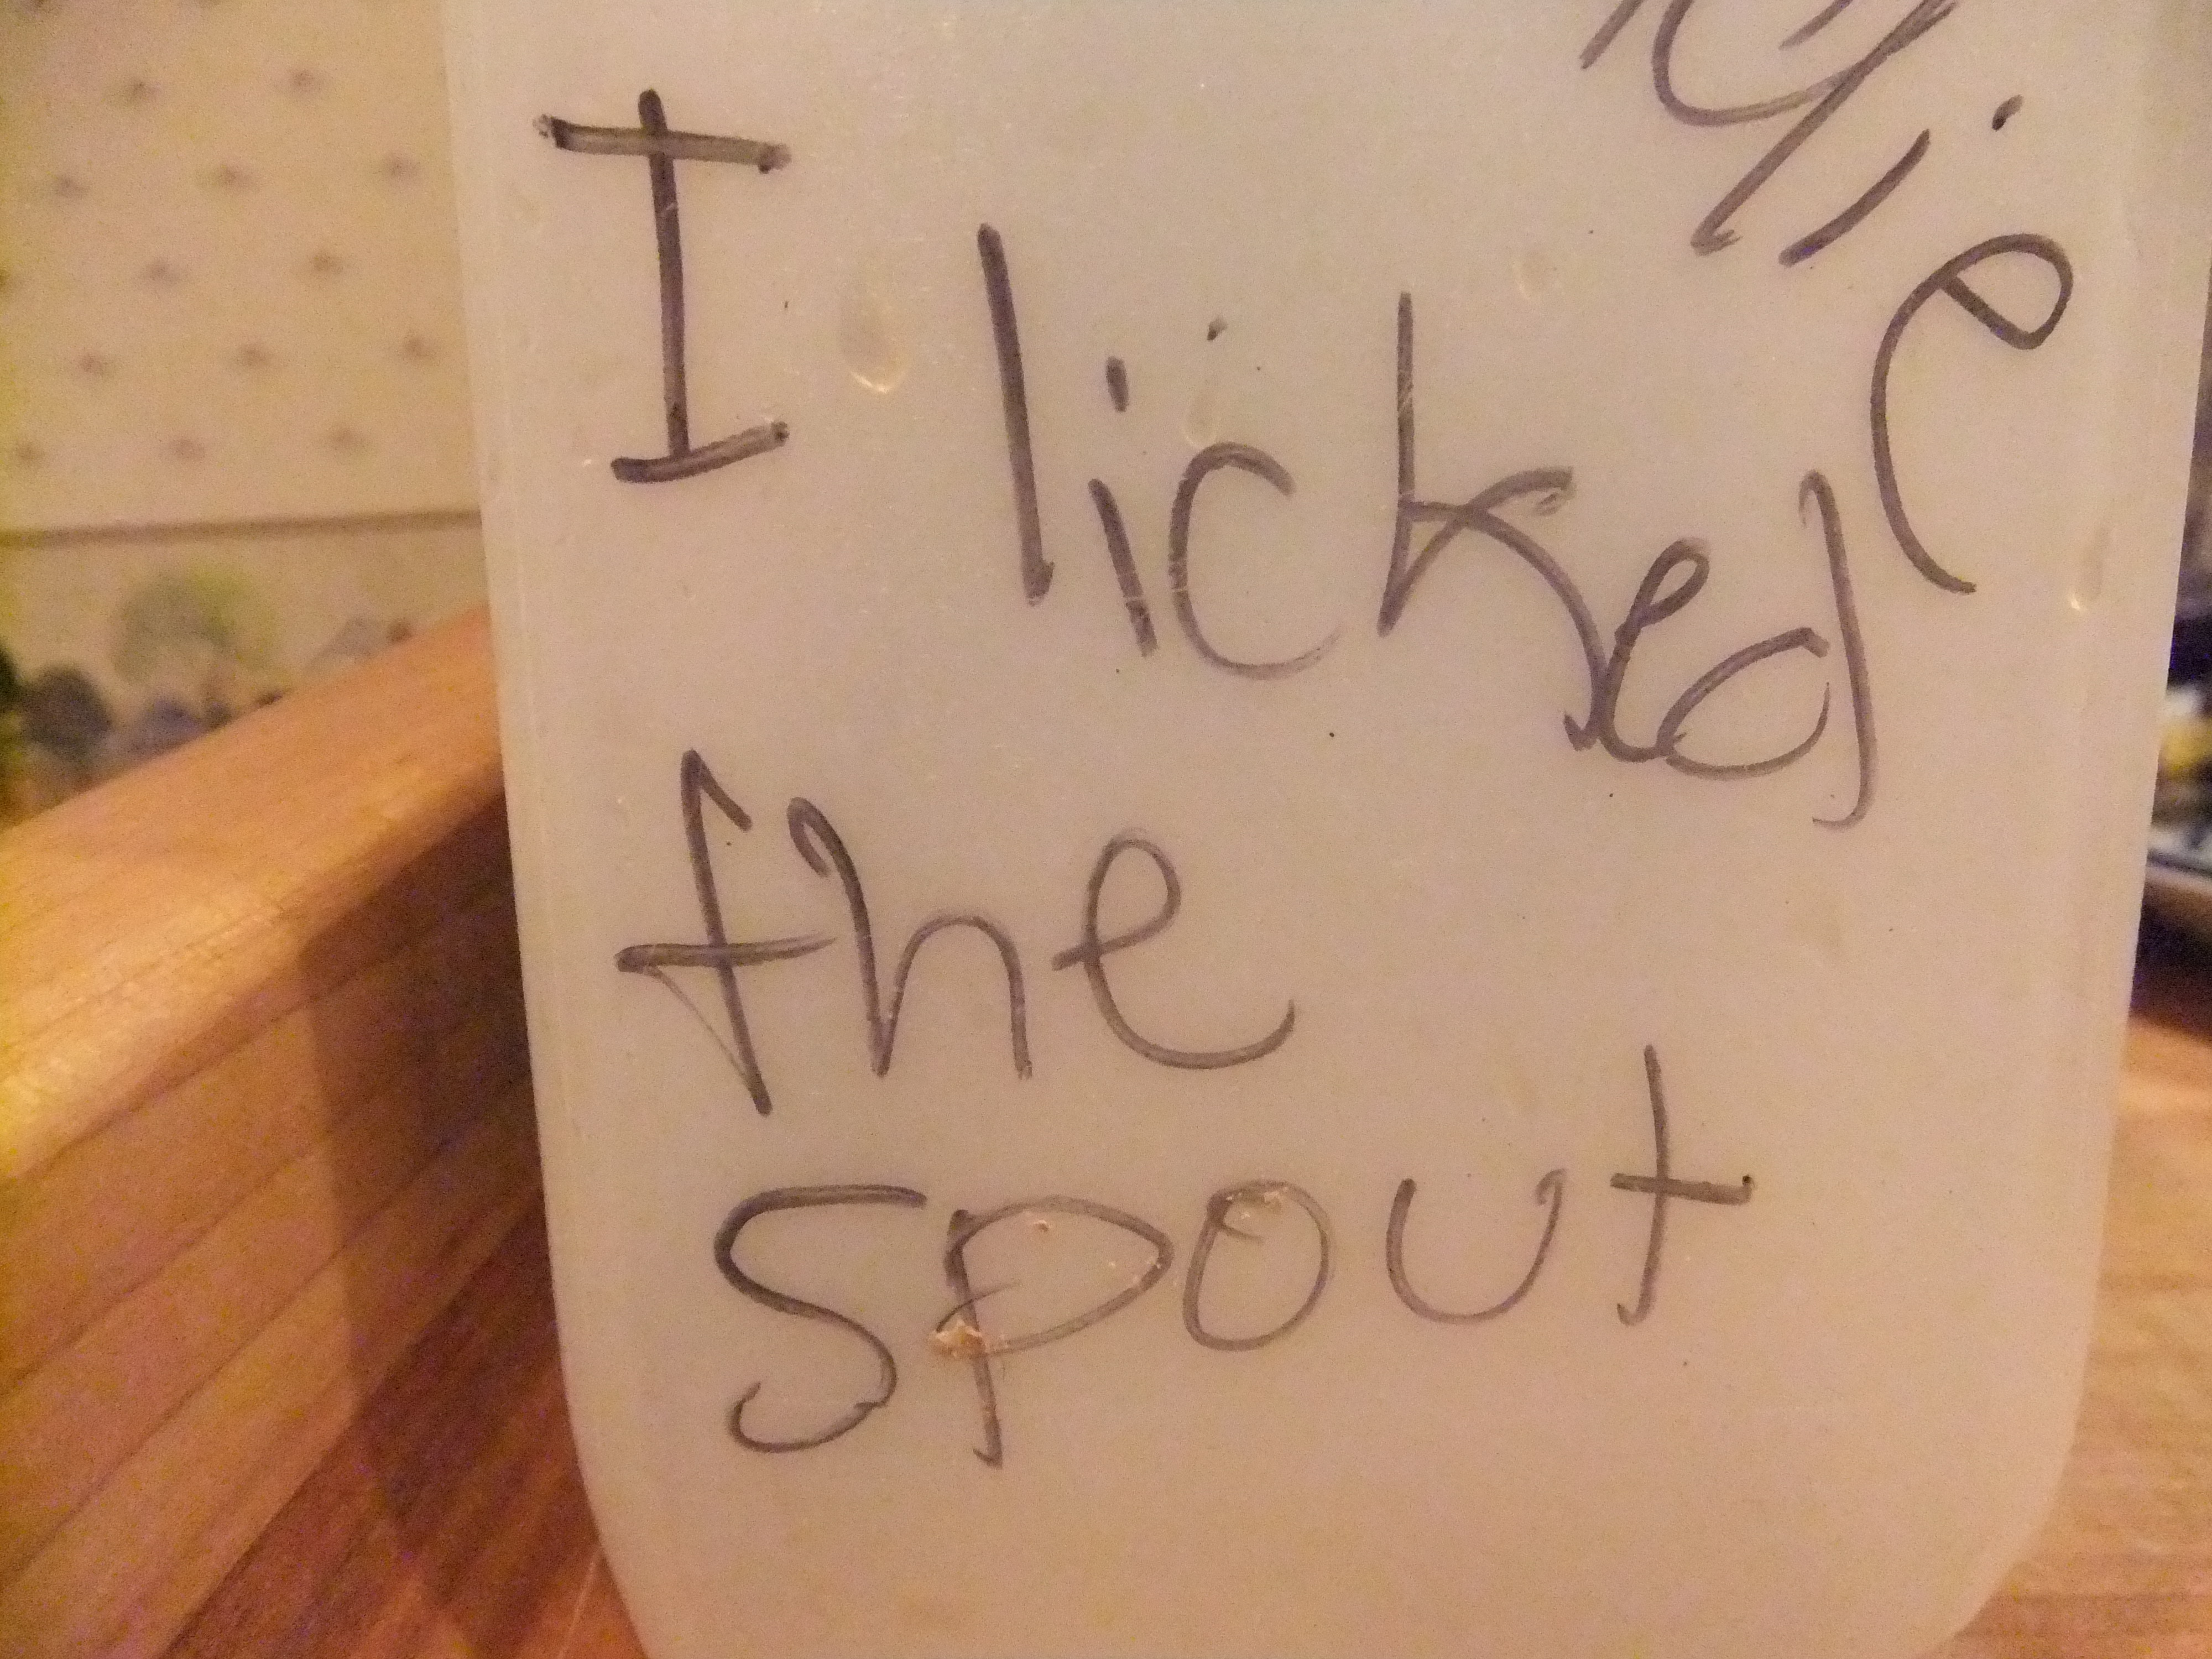 I licked
the
spout